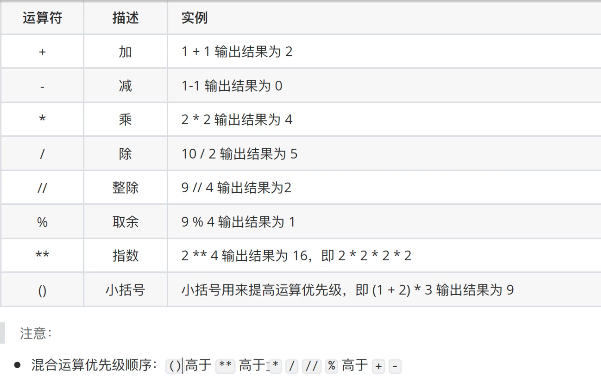 运算符 描述 实例
+ 加 1 + 1 输出结果为 2
- 减 1-1 输出结果为 0
* 乘 2 * 2 输出结果为 4
/ 除 10 / 2 输出结果为 5
// 整除 9 // 4 输出结果为2
% 取余 9 % 4 输出结果为 1
** 指数 2 ** 4 输出结果为 16，即 2 * 2 * 2 * 2
() 小括号 小括号用来提高运算优先级，即 (1 + 2) * 3 输出结果为 9
注意：
混合运算优先级顺序： () 高于 ** 高于 * / // % 高于 + -